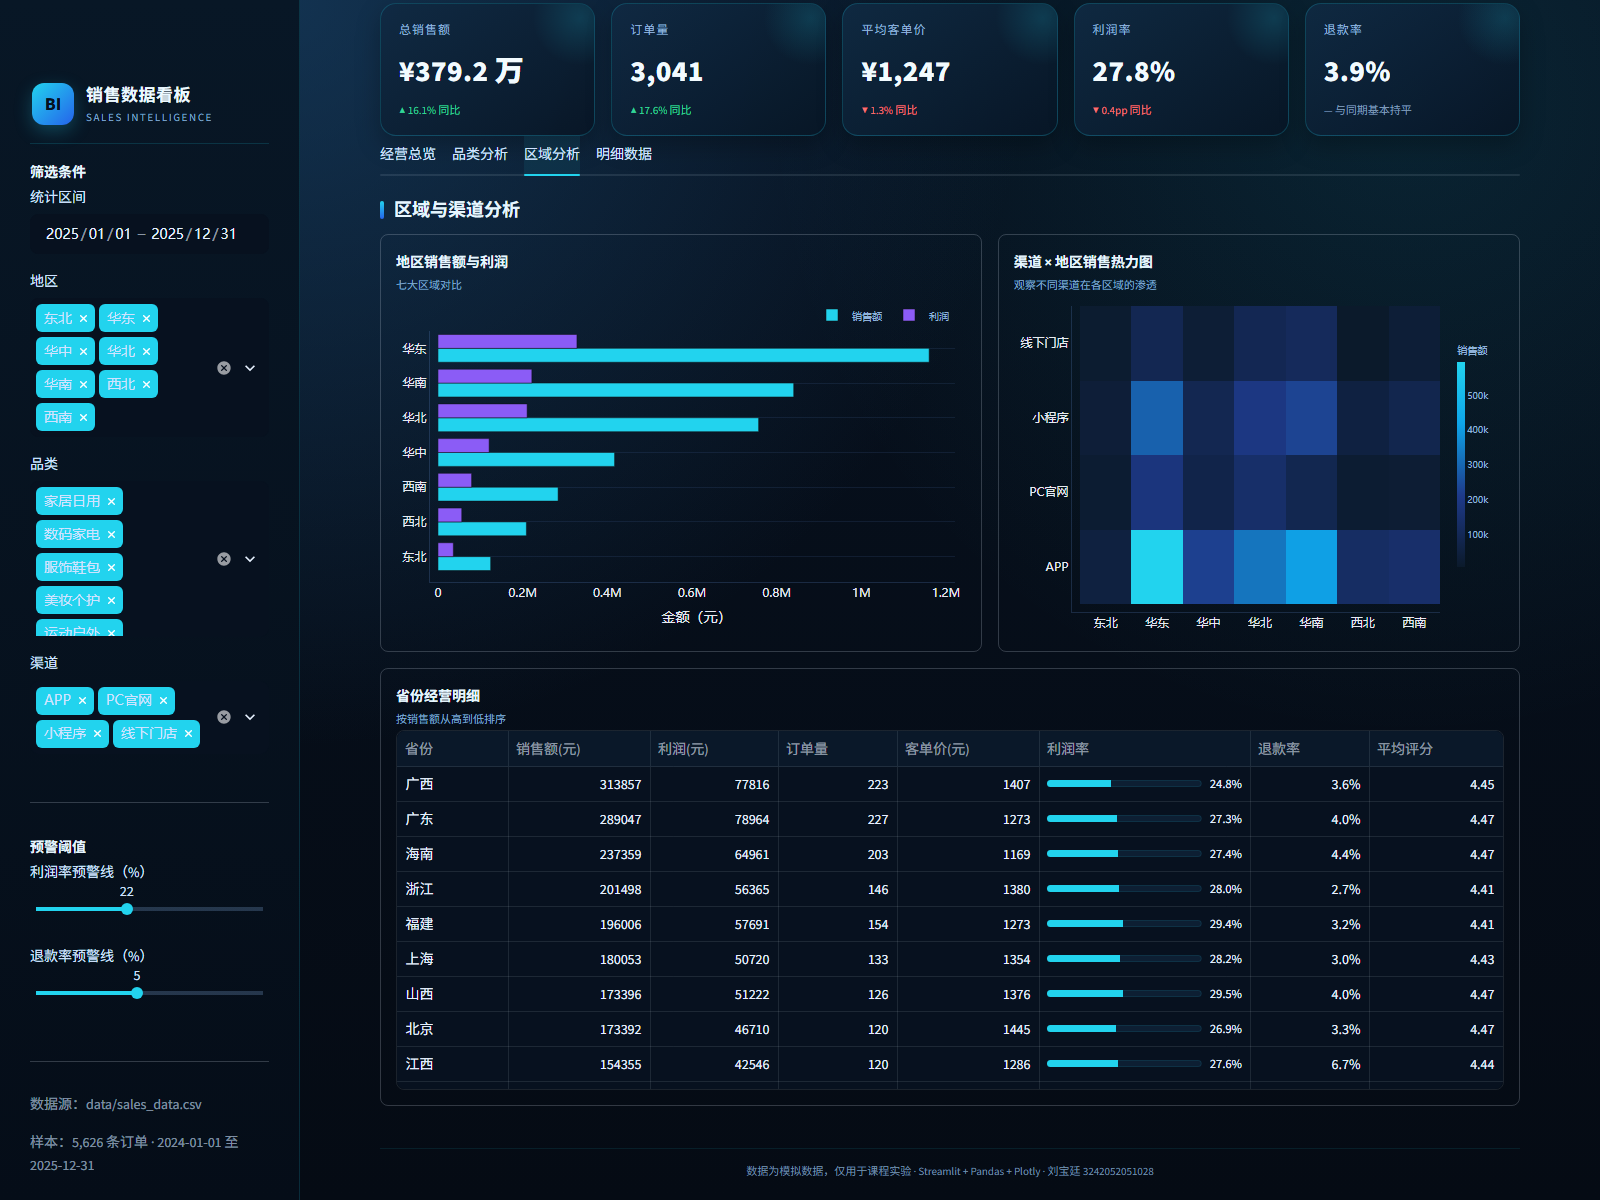 BI
销售数据看板
SALES INTELLIGENCE
筛选条件
统计区间
2025/01/01 – 2025/12/31
地区
东北 × 华东 ×
华中 × 华北 ×
华南 × 西北 ×
西南 ×
品类
家居日用 ×
数码家电 ×
服饰鞋包 ×
美妆个护 ×
运动户外 ×
渠道
APP × PC官网 ×
小程序 × 线下门店 ×
预警阈值
利润率预警线（%）
22
退款率预警线（%）
5
数据源：data/sales_data.csv
样本：5,626 条订单 · 2024-01-01 至
2025-12-31
总销售额
¥379.2 万
▲ 16.1% 同比
订单量
3,041
▲ 17.6% 同比
平均客单价
¥1,247
▼ 1.3% 同比
利润率
27.8%
▼ 0.4pp 同比
退款率
3.9%
— 与同期基本持平
经营总览 品类分析 区域分析 明细数据
区域与渠道分析
地区销售额与利润
七大区域对比
销售额 利润
华东
华南
华北
华中
西南
西北
东北
0 0.2M 0.4M 0.6M 0.8M 1M 1.2M
金额（元）
渠道 × 地区销售热力图
观察不同渠道在各区域的渗透
线下门店
小程序
PC官网
APP
东北 华东 华中 华北 华南 西北 西南
销售额
500k
400k
300k
200k
100k
省份经营明细
按销售额从高到低排序
省份 销售额(元) 利润(元) 订单量 客单价(元) 利润率 退款率 平均评分
广西 313857 77816 223 1407 24.8% 3.6% 4.45
广东 289047 78964 227 1273 27.3% 4.0% 4.47
海南 237359 64961 203 1169 27.4% 4.4% 4.47
浙江 201498 56365 146 1380 28.0% 2.7% 4.41
福建 196006 57691 154 1273 29.4% 3.2% 4.41
上海 180053 50720 133 1354 28.2% 3.0% 4.43
山西 173396 51222 126 1376 29.5% 4.0% 4.47
北京 173392 46710 120 1445 26.9% 3.3% 4.47
江西 154355 42546 120 1286 27.6% 6.7% 4.44
数据为模拟数据，仅用于课程实验 · Streamlit + Pandas + Plotly · 刘宝廷 3242052051028